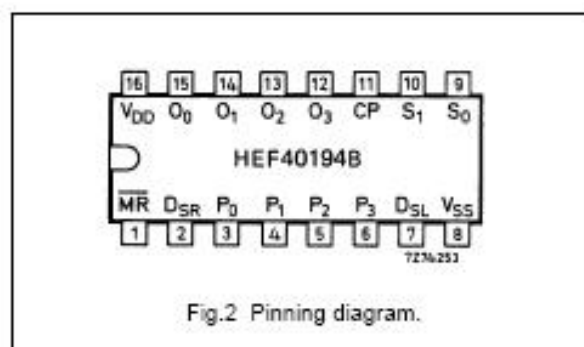 16 15 14 13 12 11 10 9
VDD O0 O1 O2 O3 CP S1 S0
HEF40194B
MR DSR P0 P1 P2 P3 DSL VSS
1 2 3 4 5 6 7 8
7Z74253
Fig.2 Pinning diagram.